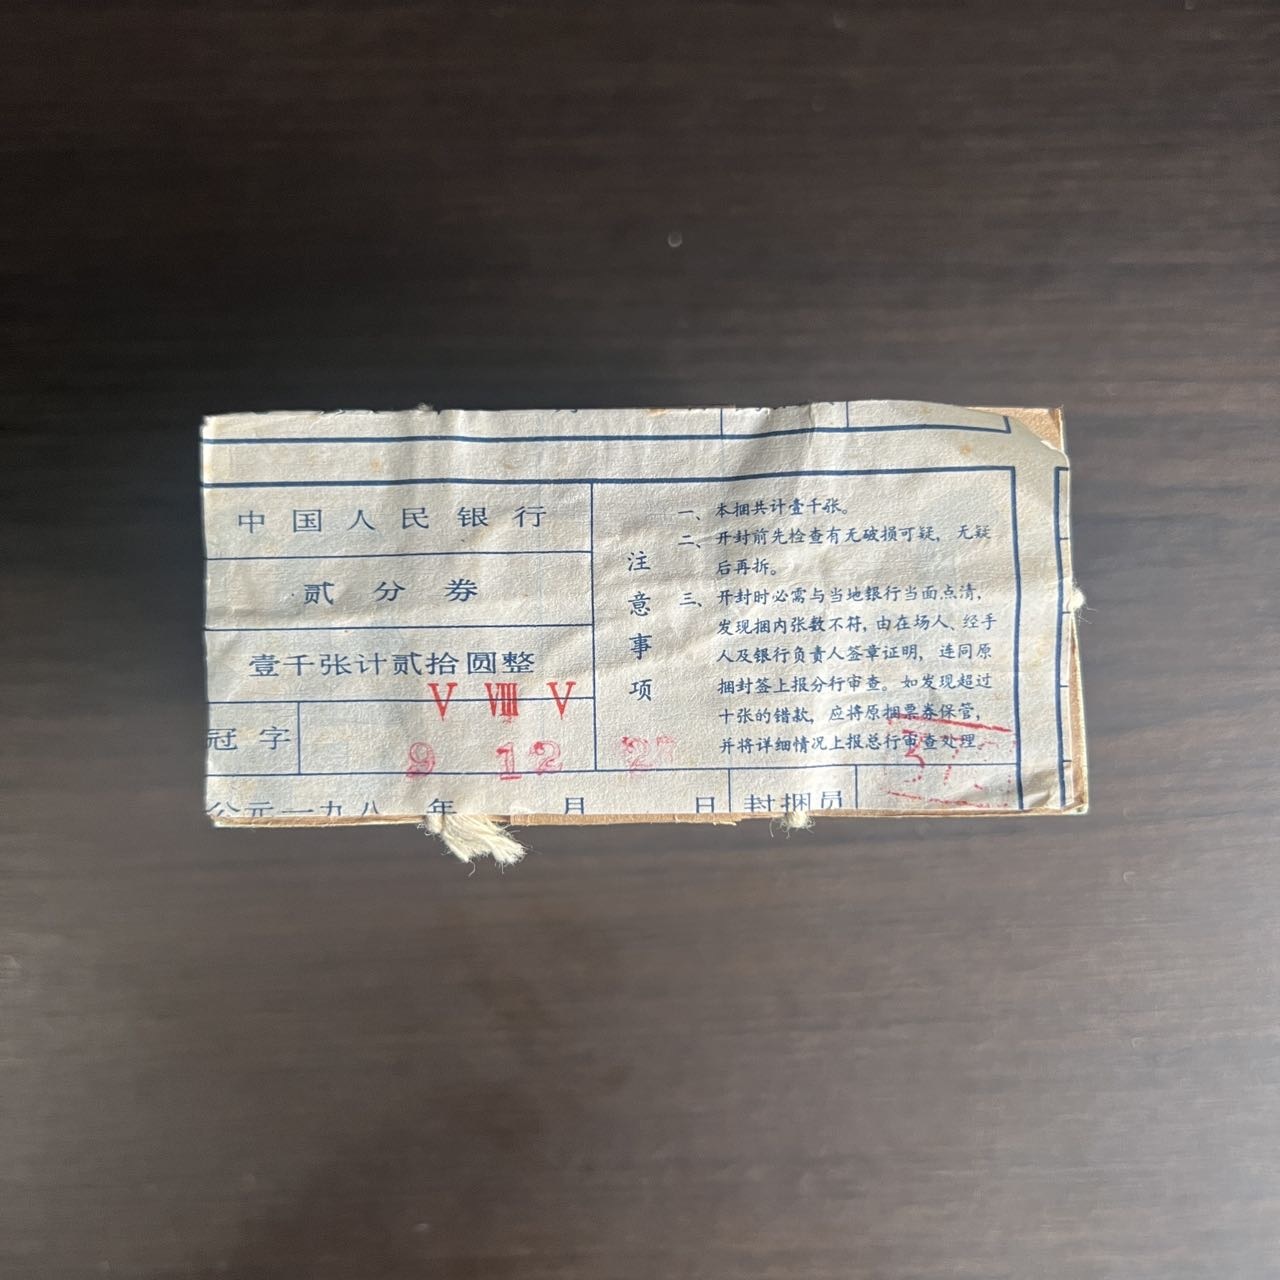 中国人民银行
贰分券
壹千张计贰拾圆整
V VIII V
冠字
9 12
公元一九八 年 月 日
封捆员
注意事项
一、本捆共计壹千张。
二、开封前先检查有无破损可疑，无疑
后再拆。
三、开封时必需与当地银行当面点清，
发现捆内张数不符，由在场人、经手
人及银行负责人签章证明，连同原
捆封签上报分行审查。如发现超过
十张的错款，应将原捆票券保管，
并将详细情况上报总行审查处理。